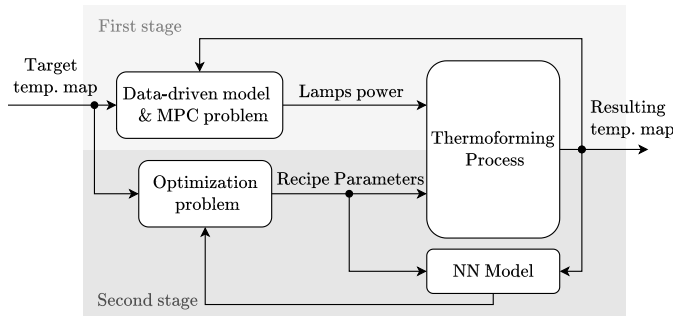 First stage
Target
temp. map
Data-driven model
& MPC problem
Lamps power
Thermoforming
Process
Resulting
temp. map
Optimization
problem
Recipe Parameters
NN Model
Second stage